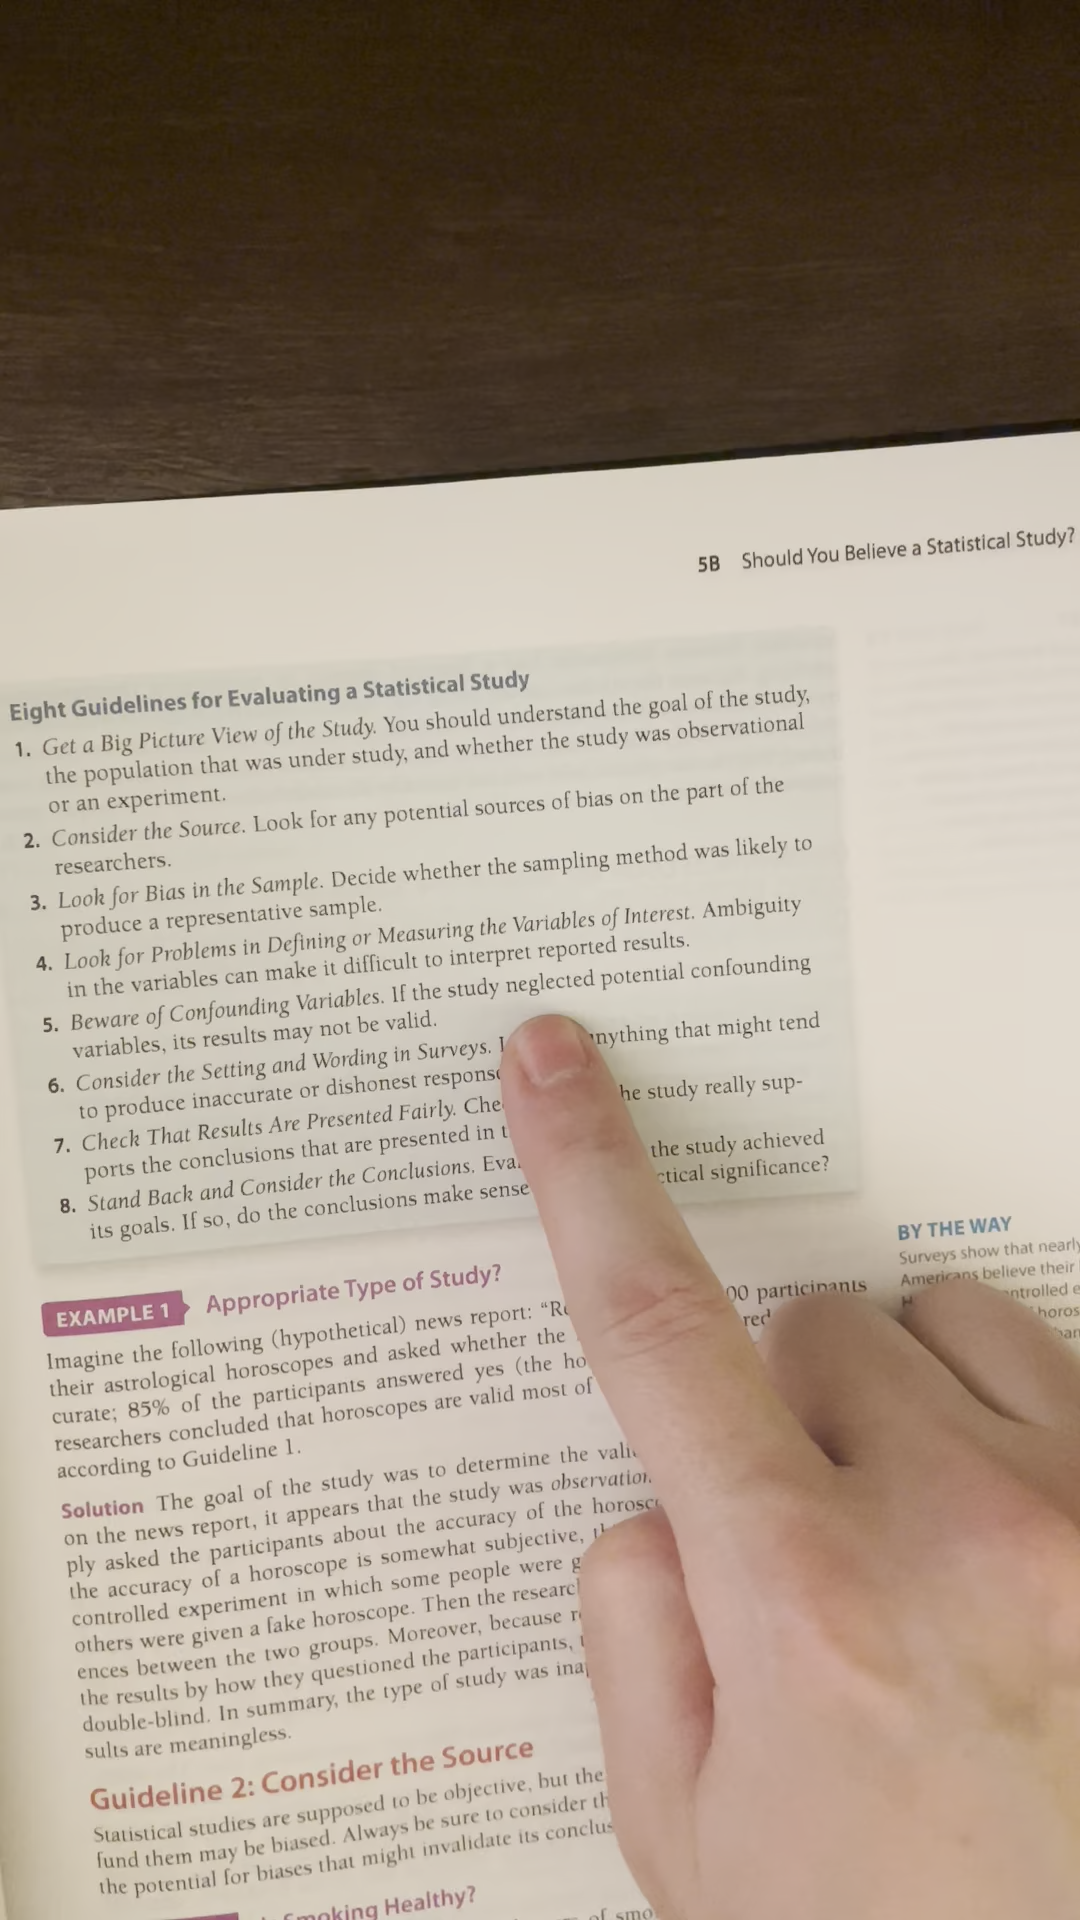 5B Should You Believe a Statistical Study?
Eight Guidelines for Evaluating a Statistical Study
1. Get a Big Picture View of the Study. You should understand the goal of the study,
the population that was under study, and whether the study was observational
or an experiment.
2. Consider the Source. Look for any potential sources of bias on the part of the
researchers.
3. Look for Bias in the Sample. Decide whether the sampling method was likely to
produce a representative sample.
4. Look for Problems in Defining or Measuring the Variables of Interest. Ambiguity
in the variables can make it difficult to interpret reported results.
5. Beware of Confounding Variables. If the study neglected potential confounding
variables, its results may not be valid.
6. Consider the Setting and Wording in Surveys. that might tend
to produce inaccurate or dishonest
7. Check That Results Are Presented Fairly. study really sup-
ports the conclusions that are presented in
8. Stand Back and Consider the Conclusions. the study achieved
its goals. If so, do the conclusions make sense significance?
EXAMPLE 1 Appropriate Type of Study?
Imagine the following (hypothetical) news report: participants
their astrological horoscopes and asked whether the
curate; 85% of the participants answered yes (the
researchers concluded that horoscopes are valid most of
according to Guideline 1.
Solution The goal of the study was to determine the
on the news report, it appears that the study was
ply asked the participants about the accuracy of the
the accuracy of a horoscope is somewhat subjective,
controlled experiment in which some people were
others were given a fake horoscope. Then the
ences between the two groups. Moreover, because
the results by how they questioned the participants,
double-blind. In summary, the type of study was
sults are meaningless.
Guideline 2: Consider the Source
Statistical studies are supposed to be objective, but the
fund them may be biased. Always be sure to consider
the potential for biases that might invalidate its
Smoking Healthy?
of
BY THE WAY
Surveys show that nearly
Americans believe their